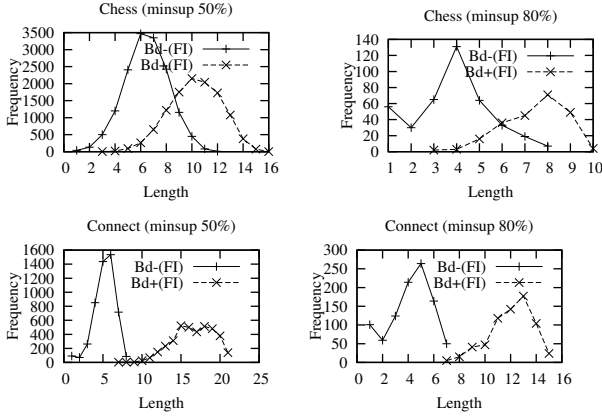 Chess (minsup 50%)
3500
3000
2500
2000
1500
1000
500
0
Frequency
Bd-(FI)
Bd+(FI)
0 2 4 6 8 10 12 14 16
Length
Chess (minsup 80%)
140
120
100
80
60
40
20
0
Frequency
Bd-(FI)
Bd+(FI)
1 2 3 4 5 6 7 8 9 10
Length
Connect (minsup 50%)
1600
1400
1200
1000
800
600
400
200
0
Frequency
Bd-(FI)
Bd+(FI)
0 5 10 15 20 25
Length
Connect (minsup 80%)
300
250
200
150
100
50
0
Frequency
Bd-(FI)
Bd+(FI)
0 2 4 6 8 10 12 14 16
Length